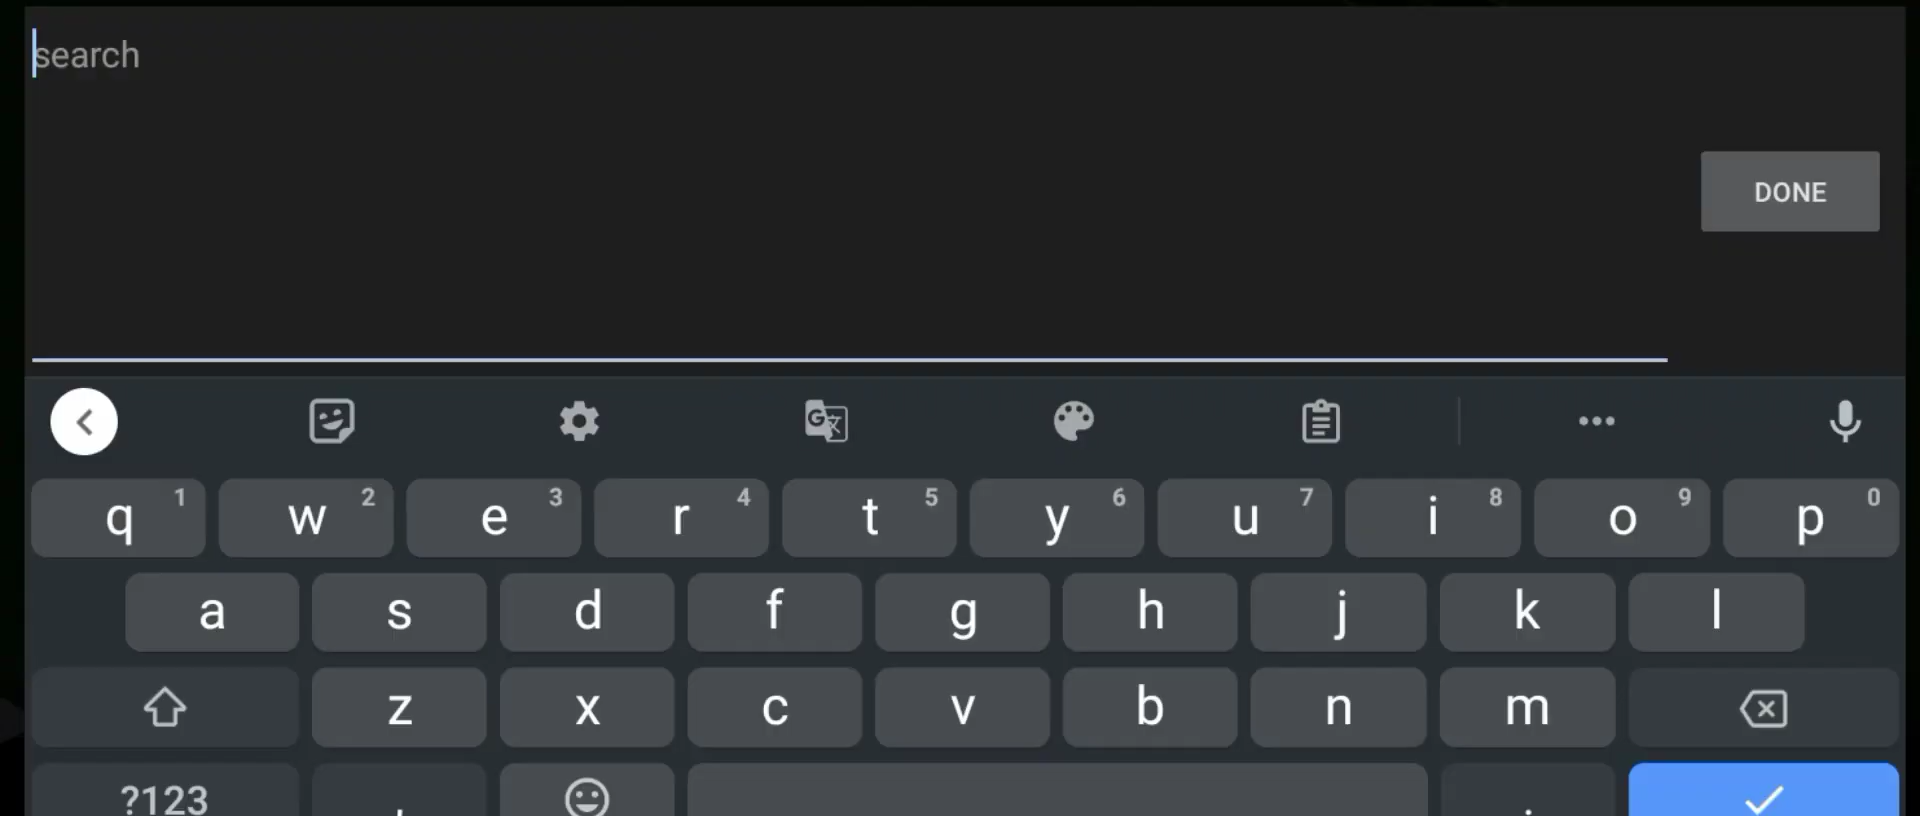 search
DONE
q 1 w 2 e 3 r 4 t 5 y 6 u 7 i 8 o 9 p 0
a s d f g h j k l
z x c v b n m
?123 , .